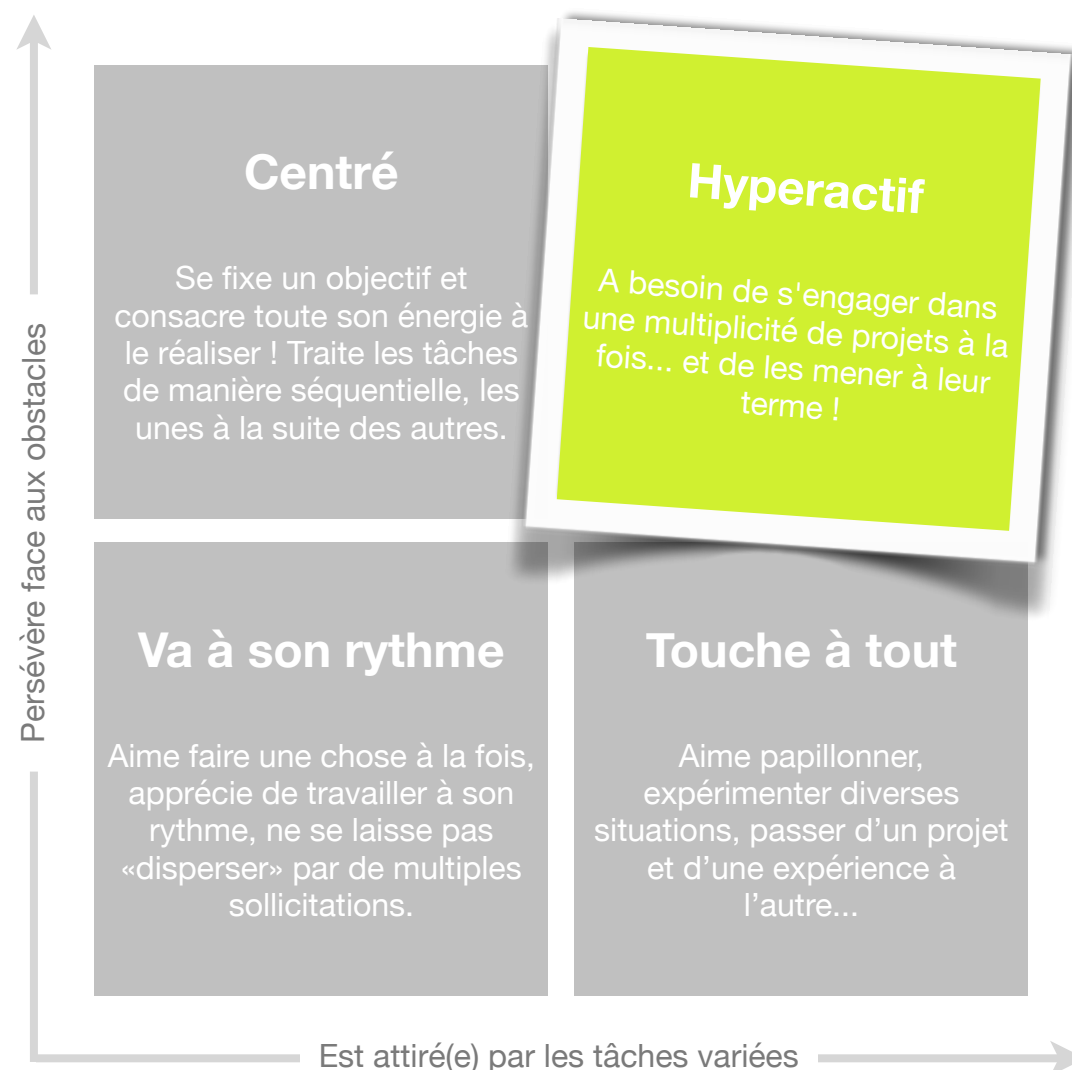 Persévère face aux obstacles
Centré
Se fixe un objectif et
consacre toute son énergie à
le réaliser ! Traite les tâches
de manière séquentielle, les
unes à la suite des autres.
Hyperactif
A besoin de s'engager dans
une multiplicité de projets à la
fois... et de les mener à leur
terme !
Va à son rythme
Aime faire une chose à la fois,
apprécie de travailler à son
rythme, ne se laisse pas
«disperser» par de multiples
sollicitations.
Touche à tout
Aime papillonner,
expérimenter diverses
situations, passer d’un projet
et d’une expérience à
l’autre...
Est attiré(e) par les tâches variées